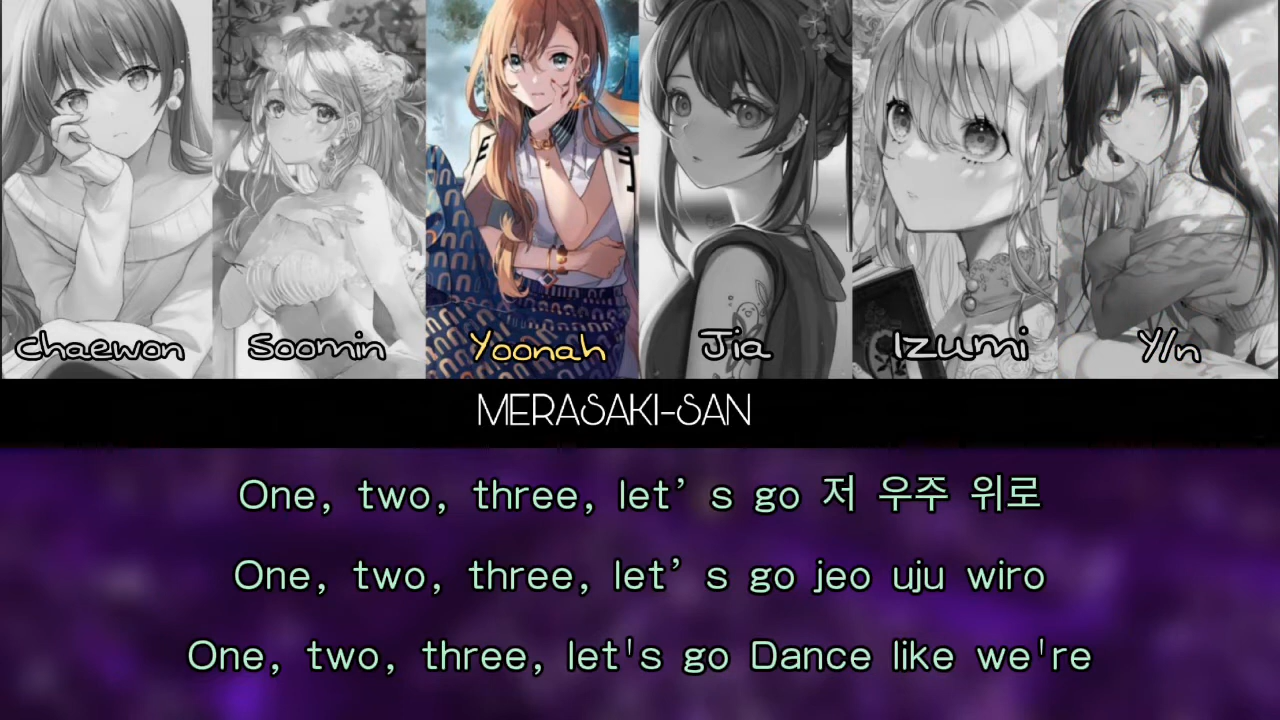 chaewon Soomin Yoonah Jia Izumi Y/n
MERASAKI-SAN
One, two, three, let’s go 저 우주 위로
One, two, three, let’s go jeo uju wiro
One, two, three, let's go Dance like we're